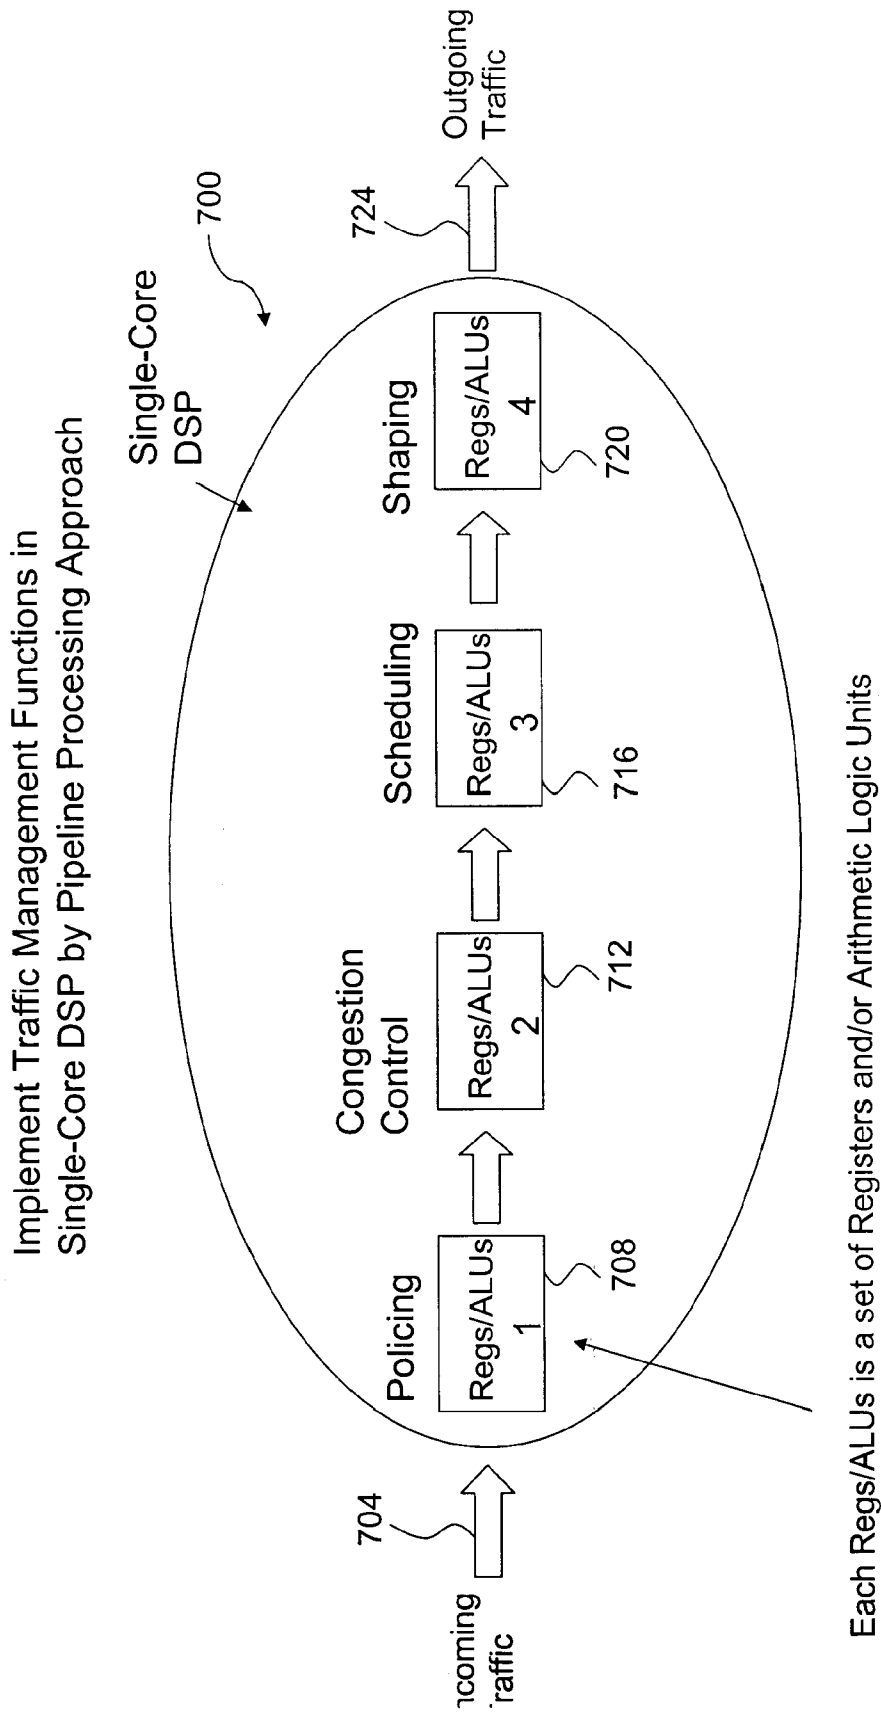 Implement Traffic Management Functions in
Single-Core DSP by Pipeline Processing Approach
Single-Core
DSP
700
704
724
Policing
Congestion
Control
Scheduling
Shaping
ncoming
raffic
Regs/ALUs
1
Regs/ALUs
2
Regs/ALUs
3
Regs/ALUs
4
Outgoing
Traffic
708
712
716
720
Each Regs/ALUs is a set of Registers and/or Arithmetic Logic Units